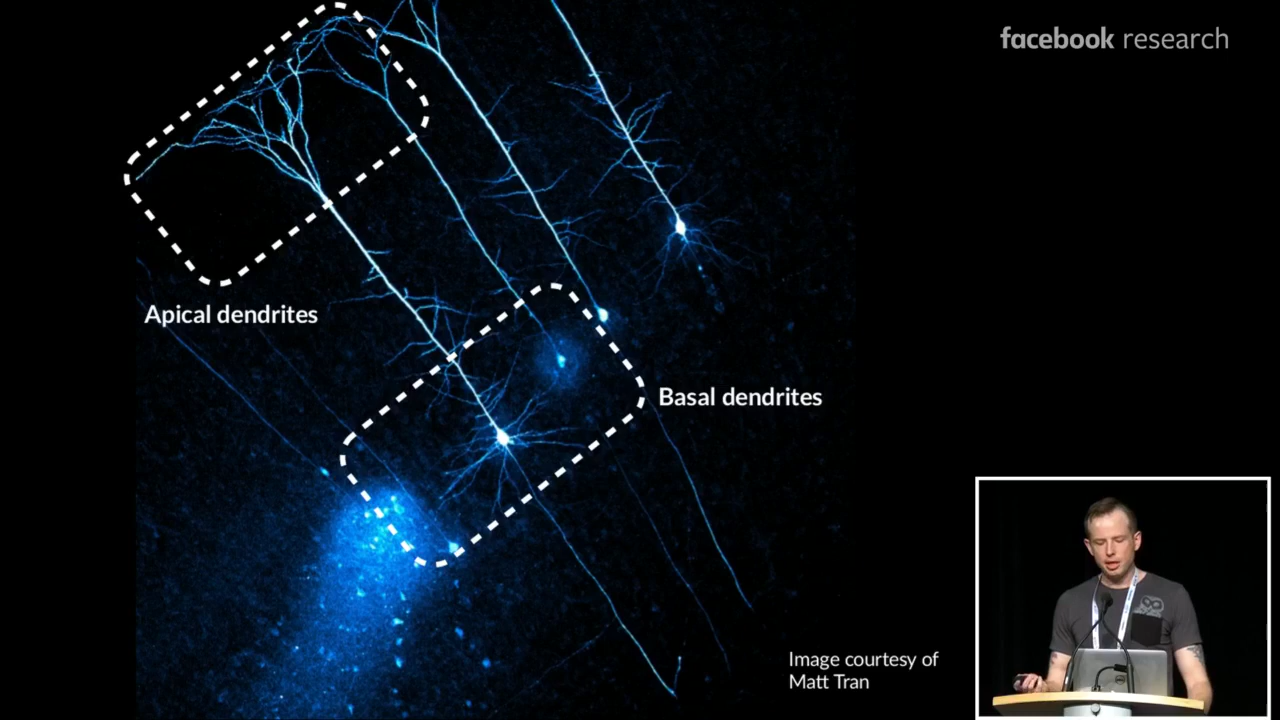 facebook research
Apical dendrites
Basal dendrites
Image courtesy of
Matt Tran